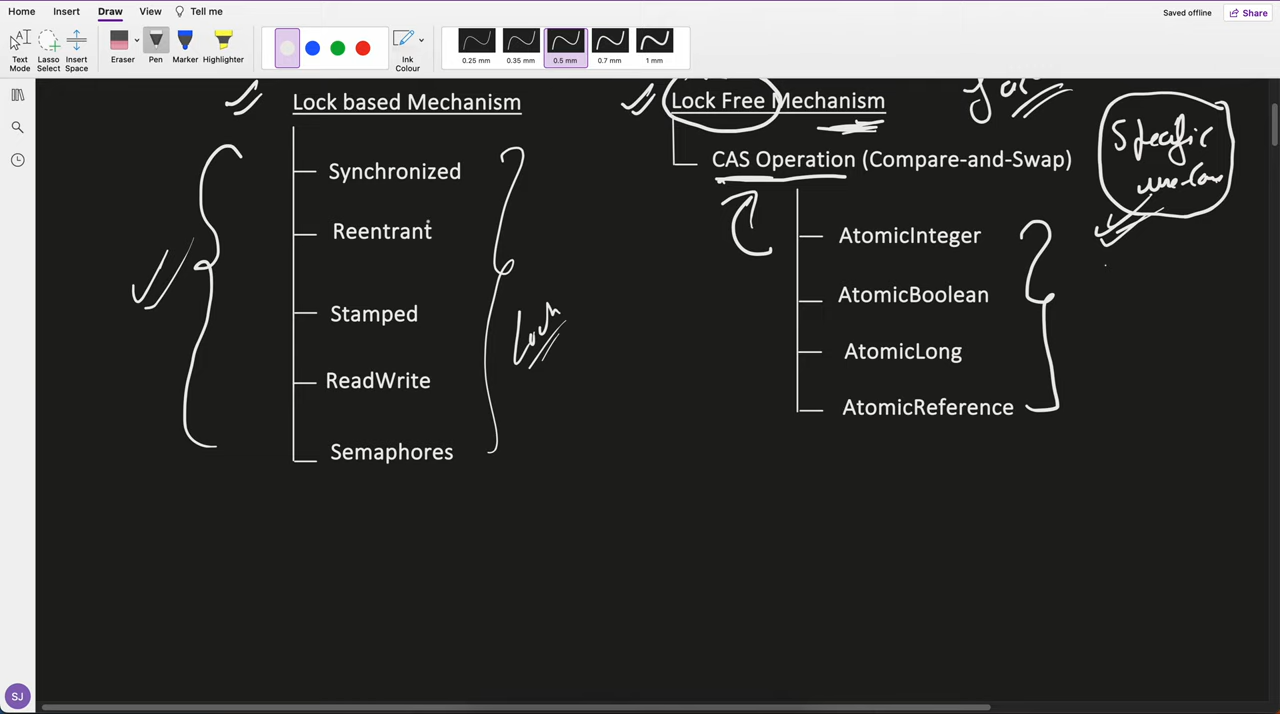 Home Insert Draw View Tell me
Saved offline Share
Text Mode
Lasso Select
Insert Space
Eraser
Pen
Marker
Highlighter
Ink Colour
0.25 mm
0.35 mm
0.5 mm
0.7 mm
1 mm
Lock based Mechanism
Synchronized
Reentrant
Stamped
ReadWrite
Semaphores
Lock
Lock Free Mechanism
CAS Operation (Compare-and-Swap)
AtomicInteger
AtomicBoolean
AtomicLong
AtomicReference
Specific
SJ